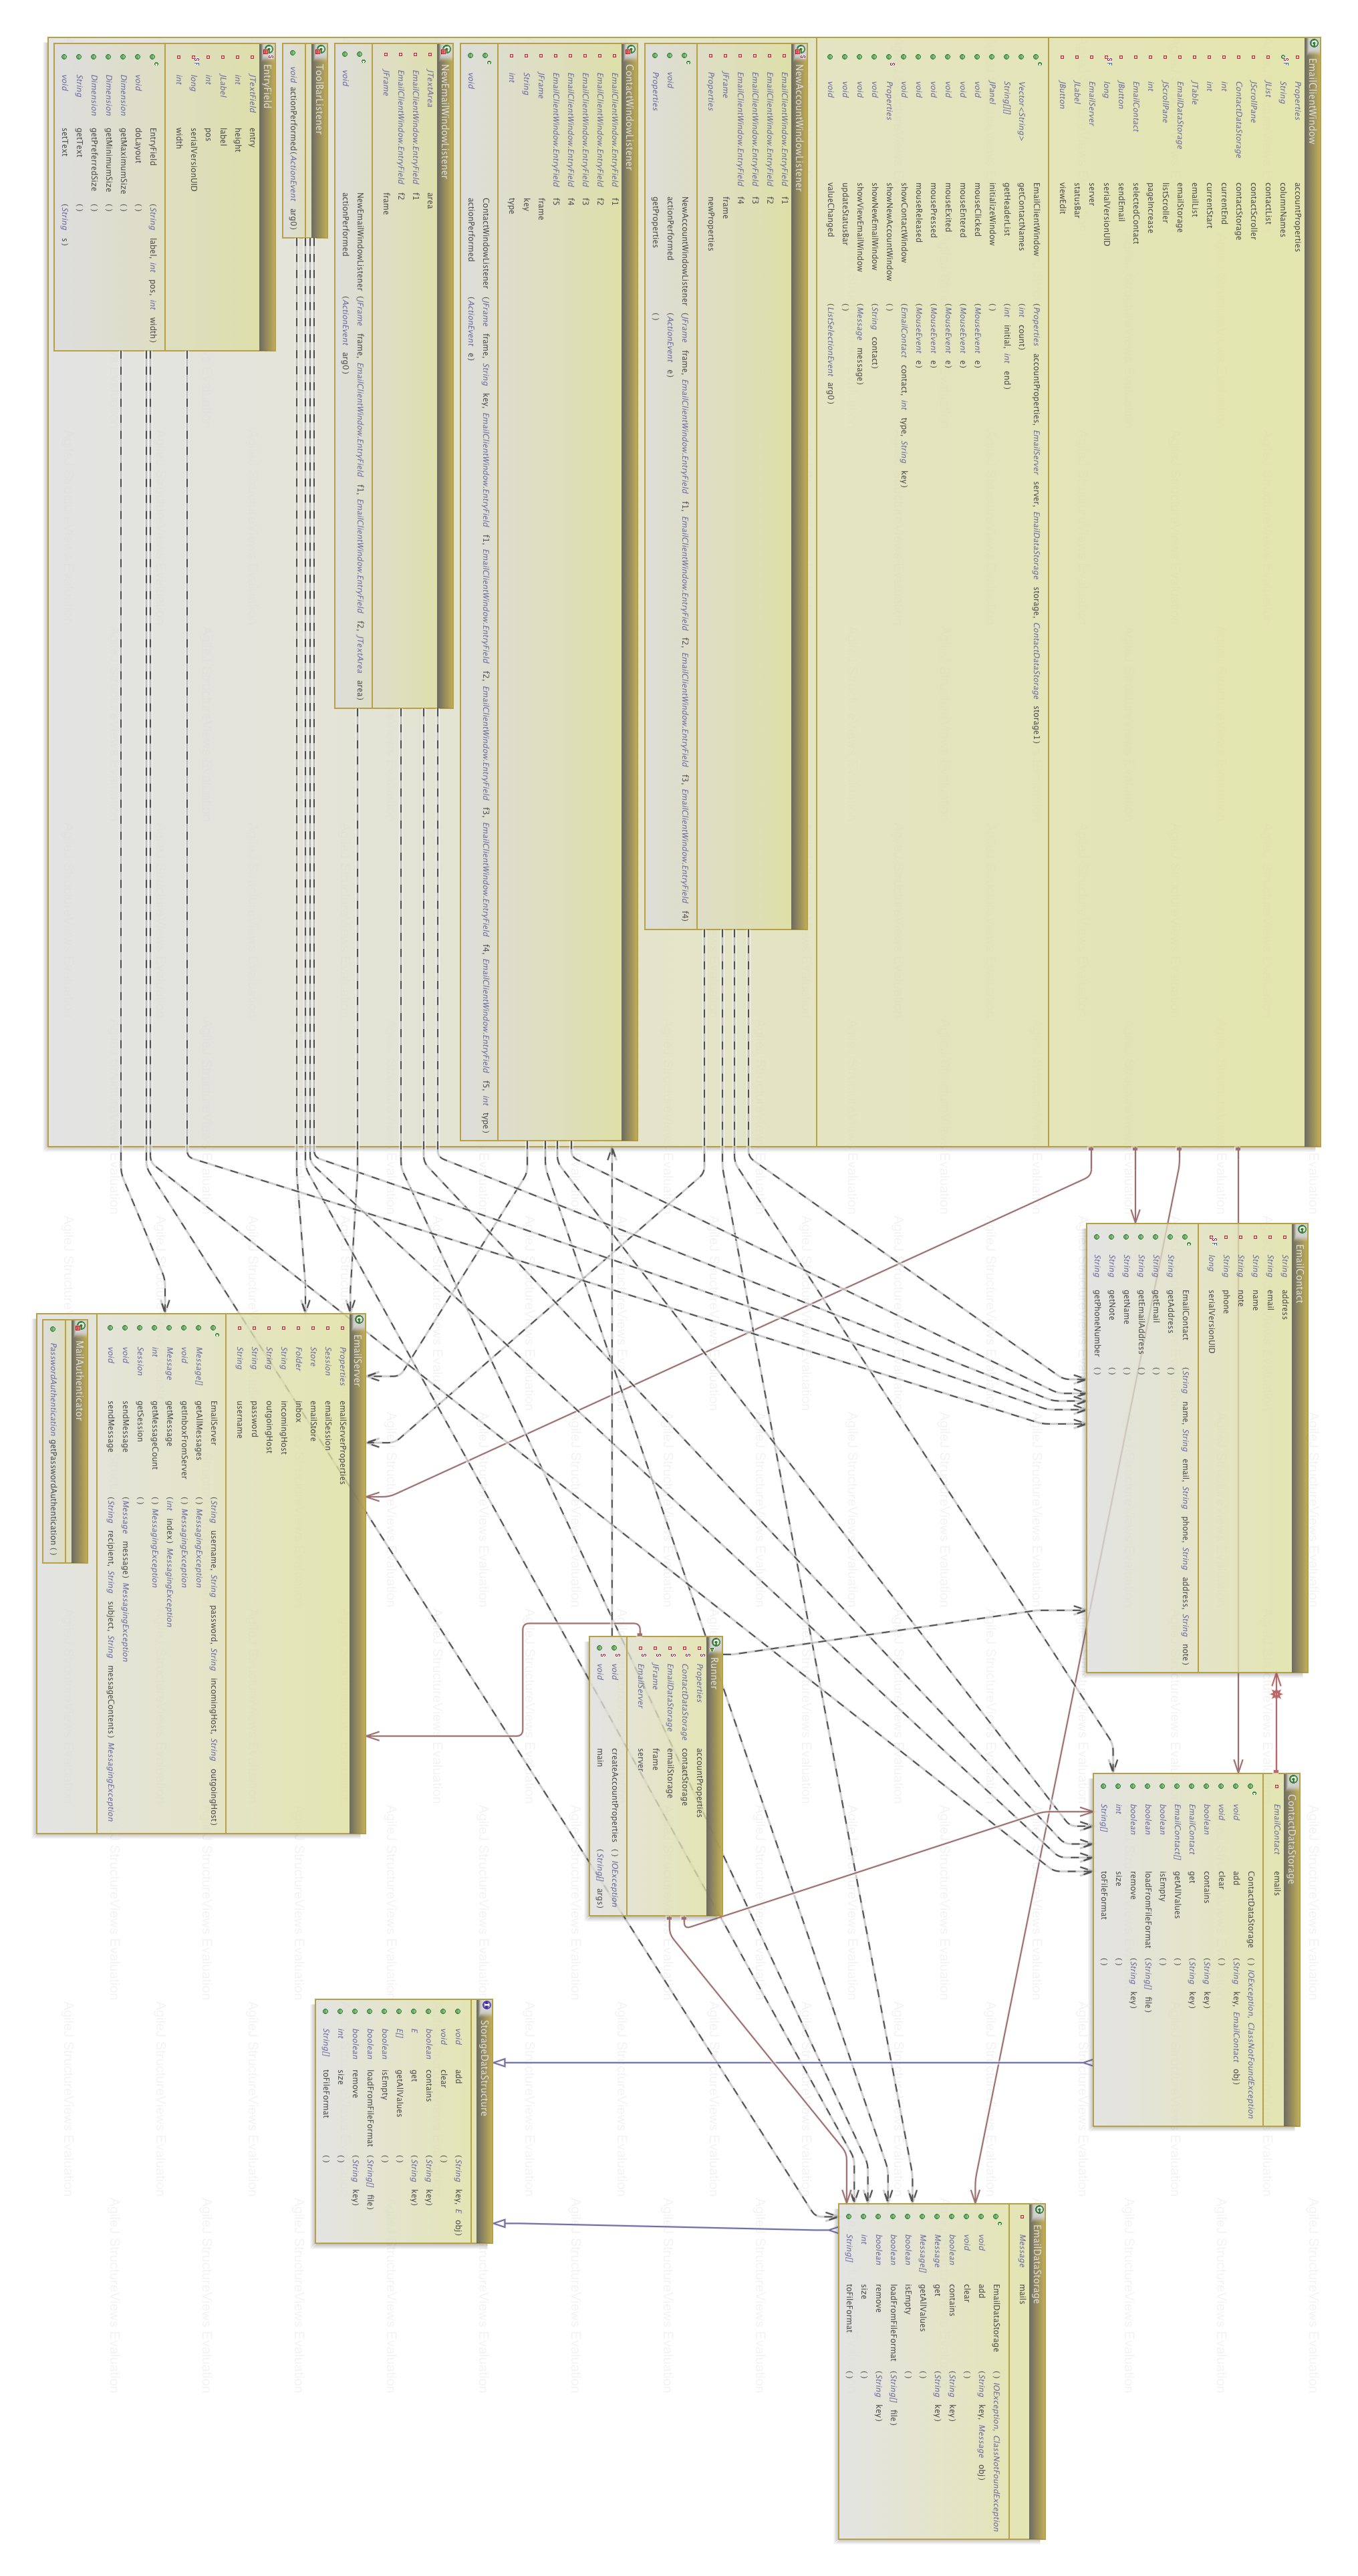 EmailClientWindow
Properties accountProperties
String columnNames
JList contactList
JScrollPane contactScroller
ContactDataStorage contactStorage
int currentEnd
int currentStart
JTable emailList
EmailDataStorage emailStorage
JScrollPane listScroller
int pageIncrease
EmailContact selectedContact
JButton sendEmail
long serialVersionUID
EmailServer server
JLabel statusBar
JButton viewEdit
EmailClientWindow (Properties accountProperties, EmailServer server, EmailDataStorage storage, ContactDataStorage storage1)
Vector<String> getContactNames (int count)
String[][] getHeaderList (int initial, int end)
JPanel initializeWindow ()
void mouseClicked (MouseEvent e)
void mouseEntered (MouseEvent e)
void mouseExited (MouseEvent e)
void mousePressed (MouseEvent e)
void mouseReleased (MouseEvent e)
void showContactWindow (EmailContact contact, int type, String key)
Properties showNewAccountWindow ()
void showNewEmailWindow (String contact)
void showViewEmailWindow (Message message)
void updateStatusBar ()
void valueChanged (ListSelectionEvent arg0)
NewAccountWindowListener
EmailClientWindow.EntryField f1
EmailClientWindow.EntryField f2
EmailClientWindow.EntryField f3
EmailClientWindow.EntryField f4
JFrame frame
Properties newProperties
NewAccountWindowListener (JFrame frame, EmailClientWindow.EntryField f1, EmailClientWindow.EntryField f2, EmailClientWindow.EntryField f3, EmailClientWindow.EntryField f4)
void actionPerformed (ActionEvent e)
Properties getProperties ()
ContactWindowListener
EmailClientWindow.EntryField f1
EmailClientWindow.EntryField f2
EmailClientWindow.EntryField f3
EmailClientWindow.EntryField f4
EmailClientWindow.EntryField f5
JFrame frame
String key
int type
ContactWindowListener (JFrame frame, String key, EmailClientWindow.EntryField f1, EmailClientWindow.EntryField f2, EmailClientWindow.EntryField f3, EmailClientWindow.EntryField f4, EmailClientWindow.EntryField f5, int type)
void actionPerformed (ActionEvent e)
NewEmailWindowListener
JTextArea area
EmailClientWindow.EntryField f1
EmailClientWindow.EntryField f2
JFrame frame
NewEmailWindowListener (JFrame frame, EmailClientWindow.EntryField f1, EmailClientWindow.EntryField f2, JTextArea area)
void actionPerformed (ActionEvent arg0)
ToolBarListener
void actionPerformed (ActionEvent arg0)
EntryField
JTextField entry
int height
JLabel label
int pos
long serialVersionUID
int width
EntryField (String label, int pos, int width)
void doLayout ()
Dimension getMaximumSize ()
Dimension getMinimumSize ()
Dimension getPreferredSize ()
String getText ()
void setText (String s)
EmailContact
String address
String email
String name
String note
String phone
long serialVersionUID
EmailContact (String name, String email, String phone, String address, String note)
String getAddress ()
String getEmail ()
String getEmailAddress ()
String getName ()
String getNote ()
String getPhoneNumber ()
EmailServer
Properties emailServerProperties
Session emailSession
Store emailStore
Folder inbox
String incomingHost
String outgoingHost
String password
String username
EmailServer (String username, String password, String incomingHost, String outgoingHost)
Message[] getAllMessages () MessagingException
void getInboxFromServer () MessagingException
Message getMessage (int index) MessagingException
int getMessageCount () MessagingException
Session getSession ()
void sendMessage (Message message) MessagingException
void sendMessage (String recipient, String subject, String messageContents) MessagingException
MailAuthenticator
PasswordAuthentication getPasswordAuthentication ()
Runner
Properties accountProperties
ContactDataStorage contactStorage
EmailDataStorage emailStorage
JFrame frame
EmailServer server
void createAccountProperties () IOException
void main (String[] args)
ContactDataStorage
EmailContact emails
ContactDataStorage () IOException, ClassNotFoundException
void add (String key, EmailContact obj)
void clear ()
boolean contains (String key)
EmailContact get (String key)
EmailContact[] getAllValues ()
boolean isEmpty ()
boolean loadFromFileFormat (String[] file)
boolean remove (String key)
int size ()
String[] toFileFormat ()
StorageDataStructure
void add (String key, E obj)
void clear ()
boolean contains (String key)
E get (String key)
E[] getAllValues ()
boolean isEmpty ()
boolean loadFromFileFormat (String[] file)
boolean remove (String key)
int size ()
String[] toFileFormat ()
EmailDataStorage
Message mails
EmailDataStorage () IOException, ClassNotFoundException
void add (String key, Message obj)
void clear ()
boolean contains (String key)
Message get (String key)
Message[] getAllValues ()
boolean isEmpty ()
boolean loadFromFileFormat (String[] file)
boolean remove (String key)
int size ()
String[] toFileFormat ()